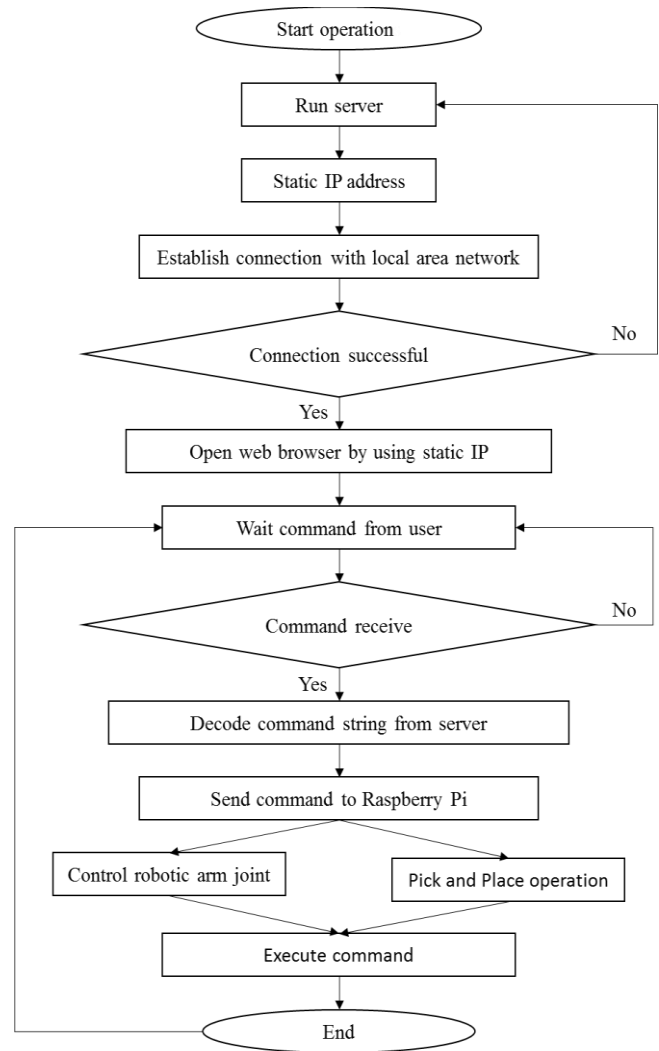 Start operation
Run server
Static IP address
Establish connection with local area network
Connection successful
No
Yes
Open web browser by using static IP
Wait command from user
Command receive
No
Yes
Decode command string from server
Send command to Raspberry Pi
Control robotic arm joint
Pick and Place operation
Execute command
End